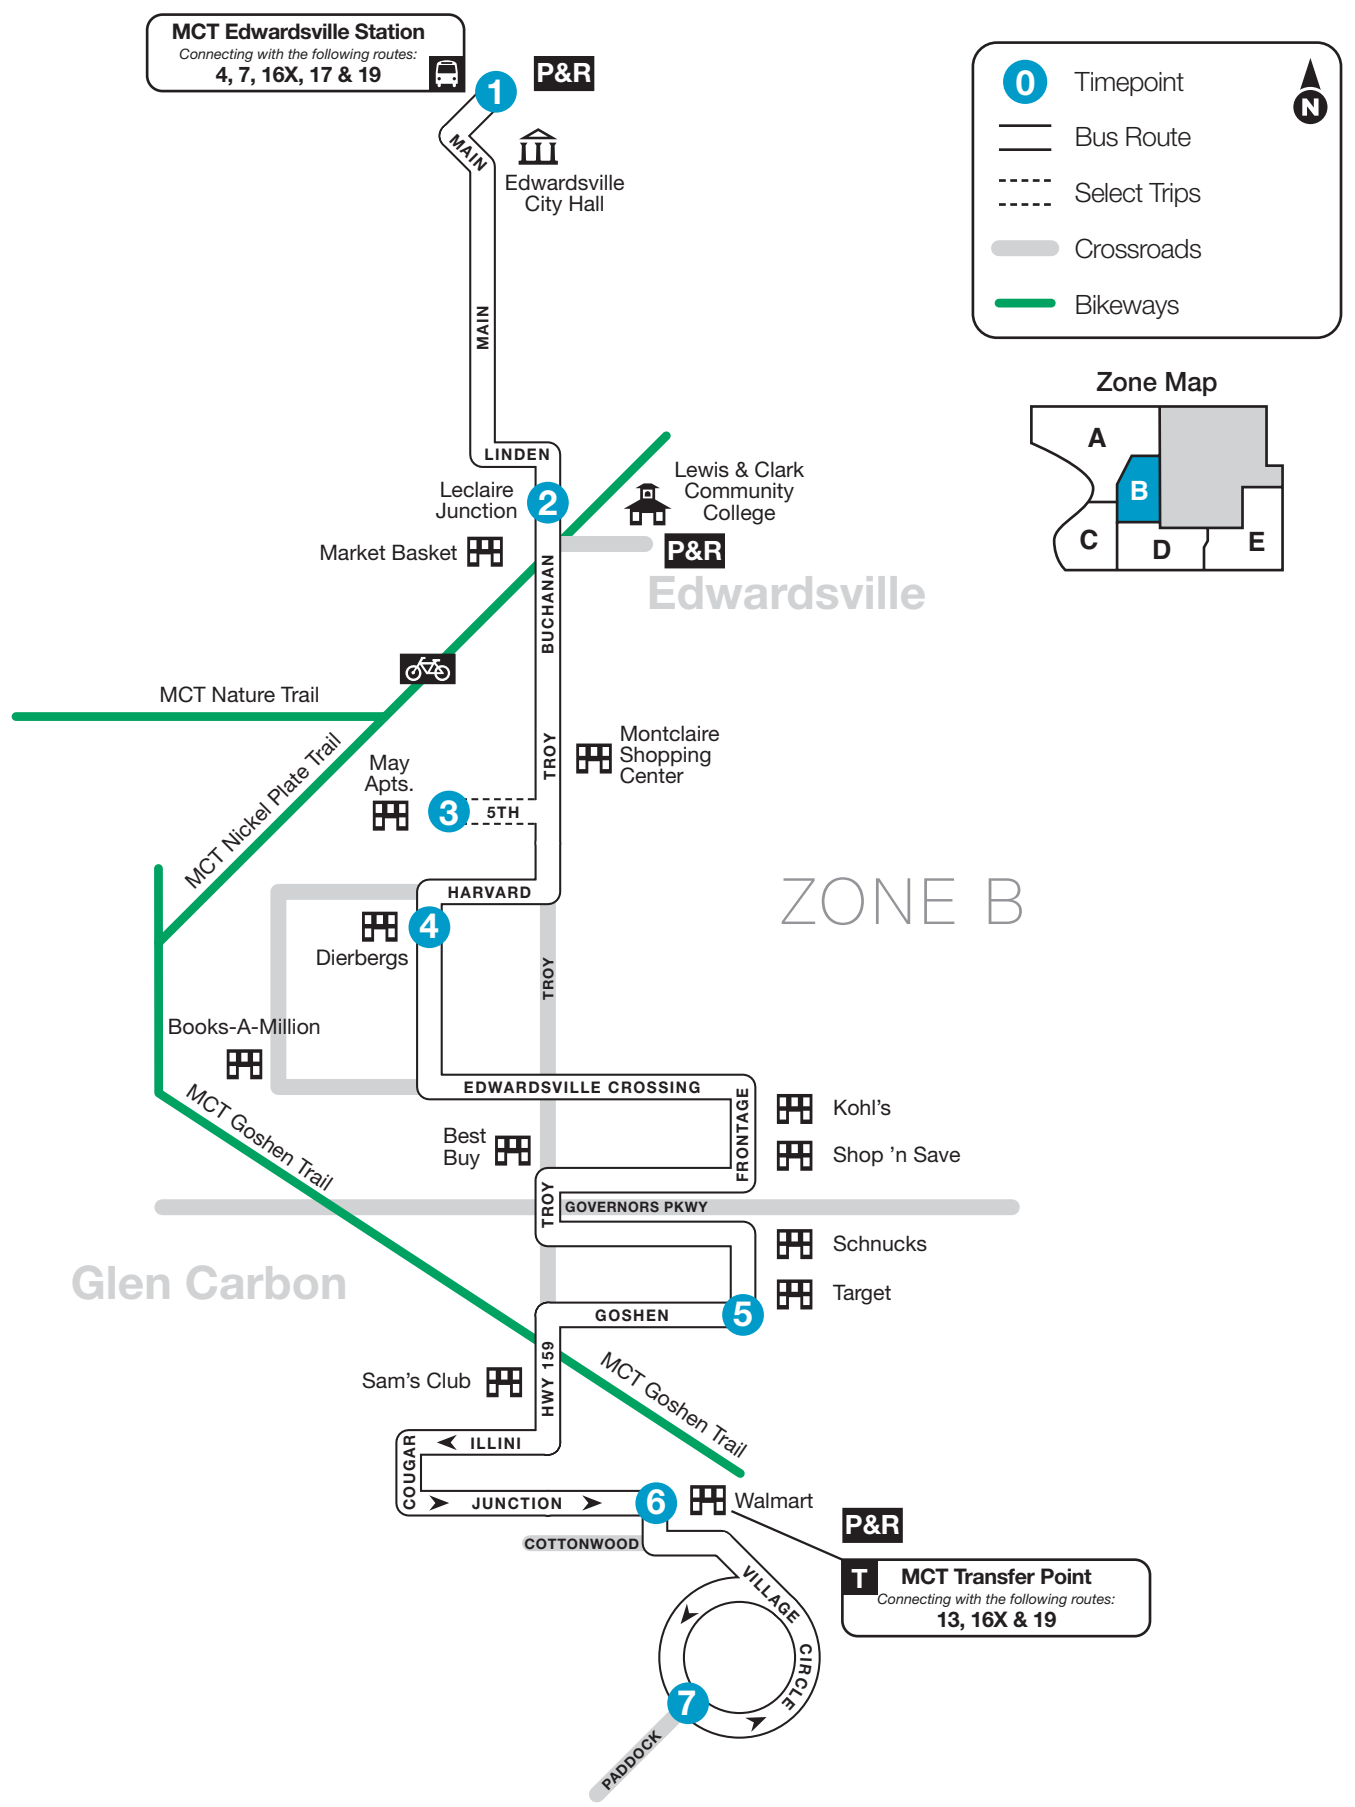 MCT Edwardsville Station
Connecting with the following routes:
4, 7, 16X, 17 & 19
1
P&R
MAIN
Edwardsville
City Hall
MAIN
LINDEN
Leclaire
Junction
2
Lewis & Clark
Community
College
Market Basket
P&R
BUCHANAN
Edwardsville
MCT Nature Trail
MCT Nickel Plate Trail
TROY
Montclaire
Shopping
Center
May
Apts.
3
5TH
HARVARD
4
Dierbergs
TROY
ZONE B
Books-A-Million
EDWARDSVILLE CROSSING
FRONTAGE
Kohl's
Shop 'n Save
MCT Goshen Trail
Best
Buy
TROY
GOVERNORS PKWY
Schnucks
Target
Glen Carbon
GOSHEN
5
HWY 159
Sam's Club
MCT Goshen Trail
ILLINI
COUGAR
JUNCTION
6
Walmart
COTTONWOOD
P&R
T
MCT Transfer Point
Connecting with the following routes:
13, 16X & 19
VILLAGE
CIRCLE
7
PADDOCK
0
Timepoint
N
Bus Route
Select Trips
Crossroads
Bikeways
Zone Map
A
B
C
D
E